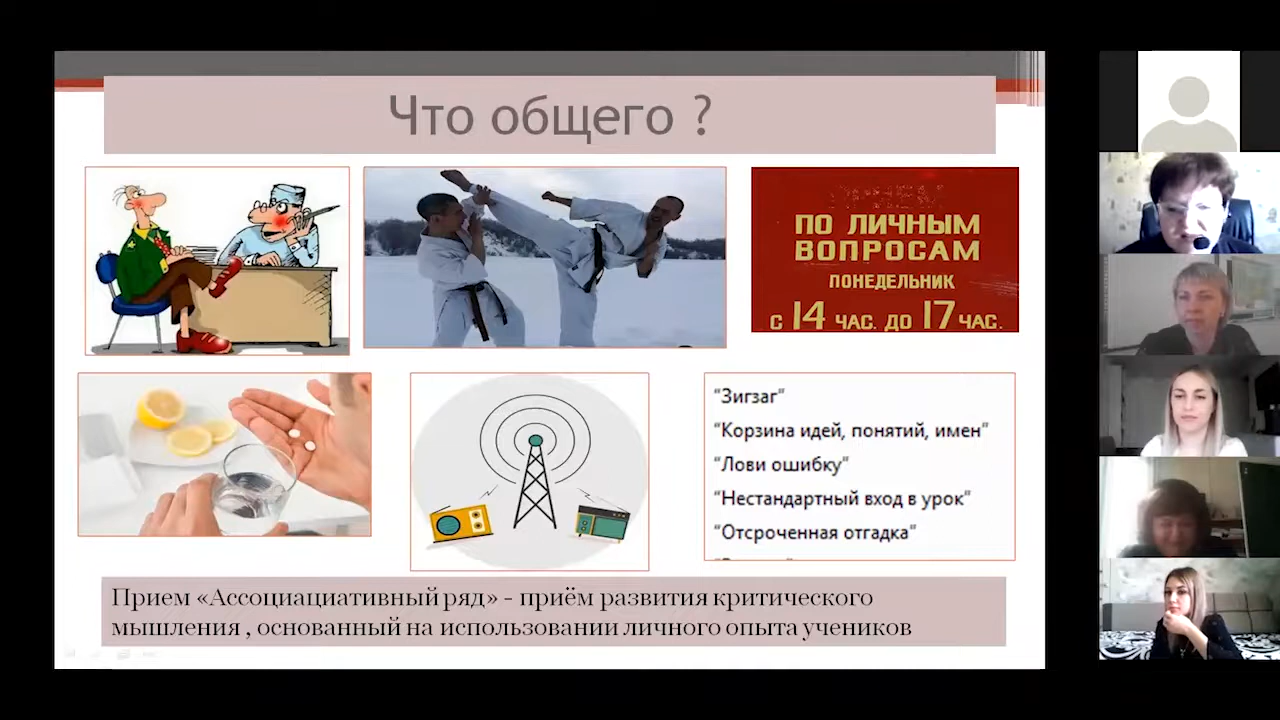 Что общего ?
ПО ЛИЧНЫМ
ВОПРОСАМ
ПОНЕДЕЛЬНИК
С 14 ЧАС. ДО 17 ЧАС.
"Зигзаг"
"Корзина идей, понятий, имен"
"Лови ошибку"
"Нестандартный вход в урок"
"Отсроченная отгадка"
Прием «Ассоциациативный ряд» - приём развития критического
мышления , основанный на использовании личного опыта учеников